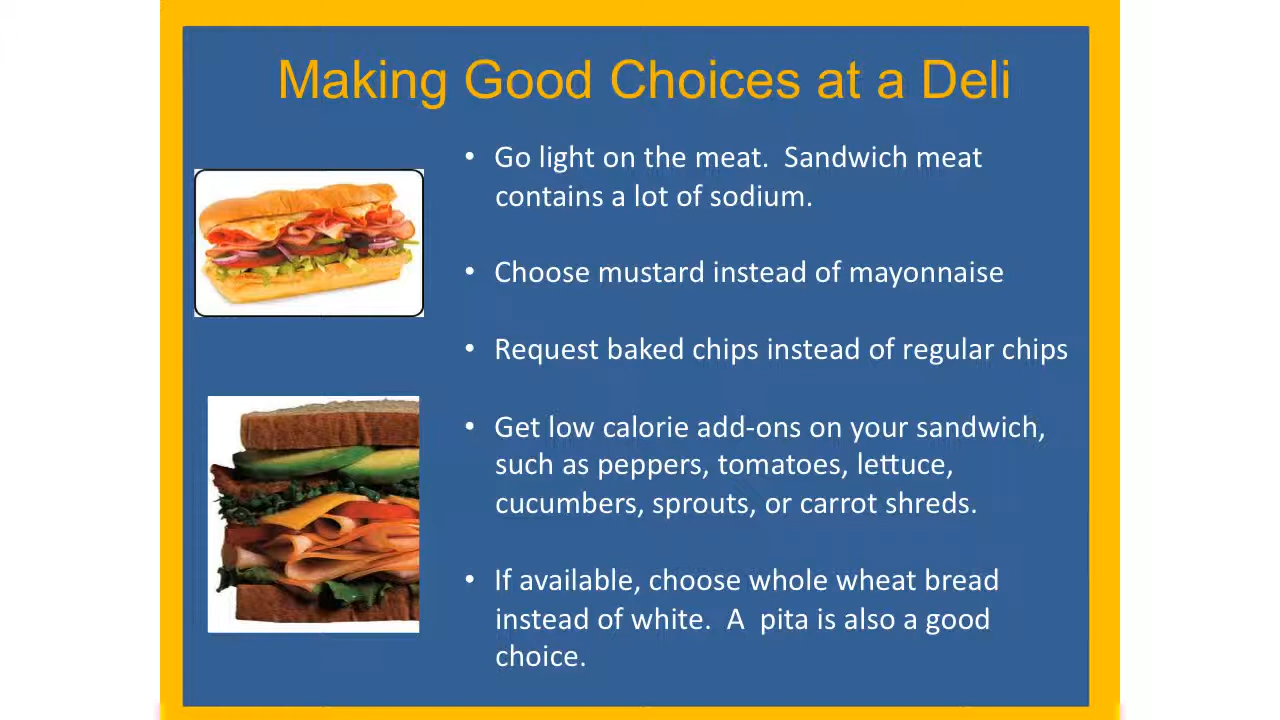 Making Good Choices at a Deli
• Go light on the meat.  Sandwich meat
contains a lot of sodium.
• Choose mustard instead of mayonnaise
• Request baked chips instead of regular chips
• Get low calorie add-ons on your sandwich,
such as peppers, tomatoes, lettuce,
cucumbers, sprouts, or carrot shreds.
• If available, choose whole wheat bread
instead of white.  A  pita is also a good
choice.